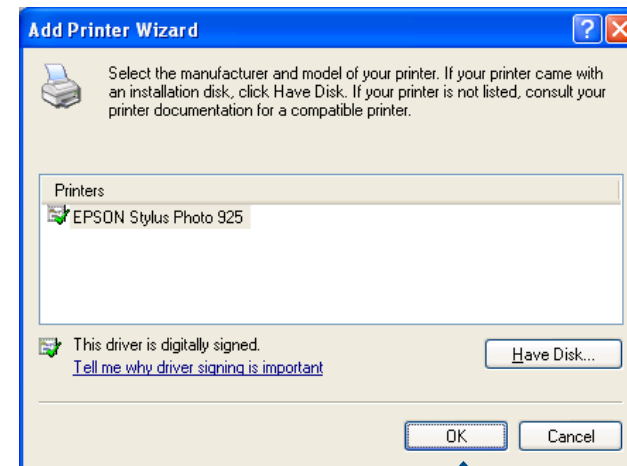 Add Printer Wizard
Select the manufacturer and model of your printer. If your printer came with
an installation disk, click Have Disk. If your printer is not listed, consult your
printer documentation for a compatible printer.
Printers
EPSON Stylus Photo 925
This driver is digitally signed.
Tell me why driver signing is important
Have Disk...
OK
Cancel